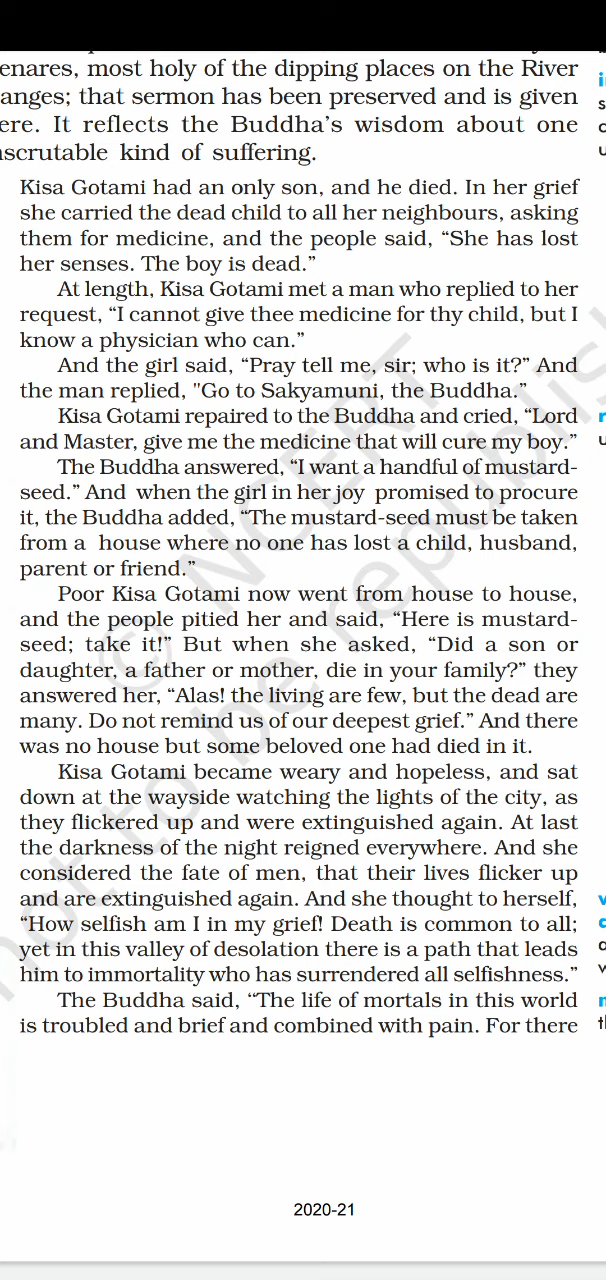 enares, most holy of the dipping places on the River
anges; that sermon has been preserved and is given
ere. It reflects the Buddha's wisdom about one
nscrutable kind of suffering.
Kisa Gotami had an only son, and he died. In her grief
she carried the dead child to all her neighbours, asking
them for medicine, and the people said, “She has lost
her senses. The boy is dead.”
At length, Kisa Gotami met a man who replied to her
request, “I cannot give thee medicine for thy child, but I
know a physician who can.”
And the girl said, “Pray tell me, sir; who is it?” And
the man replied, "Go to Sakyamuni, the Buddha.”
Kisa Gotami repaired to the Buddha and cried, “Lord
and Master, give me the medicine that will cure my boy.”
The Buddha answered, “I want a handful of mustard-
seed.” And when the girl in her joy promised to procure
it, the Buddha added, “The mustard-seed must be taken
from a house where no one has lost a child, husband,
parent or friend.”
Poor Kisa Gotami now went from house to house,
and the people pitied her and said, “Here is mustard-
seed; take it!” But when she asked, “Did a son or
daughter, a father or mother, die in your family?” they
answered her, “Alas! the living are few, but the dead are
many. Do not remind us of our deepest grief.” And there
was no house but some beloved one had died in it.
Kisa Gotami became weary and hopeless, and sat
down at the wayside watching the lights of the city, as
they flickered up and were extinguished again. At last
the darkness of the night reigned everywhere. And she
considered the fate of men, that their lives flicker up
and are extinguished again. And she thought to herself,
“How selfish am I in my grief! Death is common to all;
yet in this valley of desolation there is a path that leads
him to immortality who has surrendered all selfishness.”
The Buddha said, “The life of mortals in this world
is troubled and brief and combined with pain. For there
© NCERT
not to be republish
2020-21